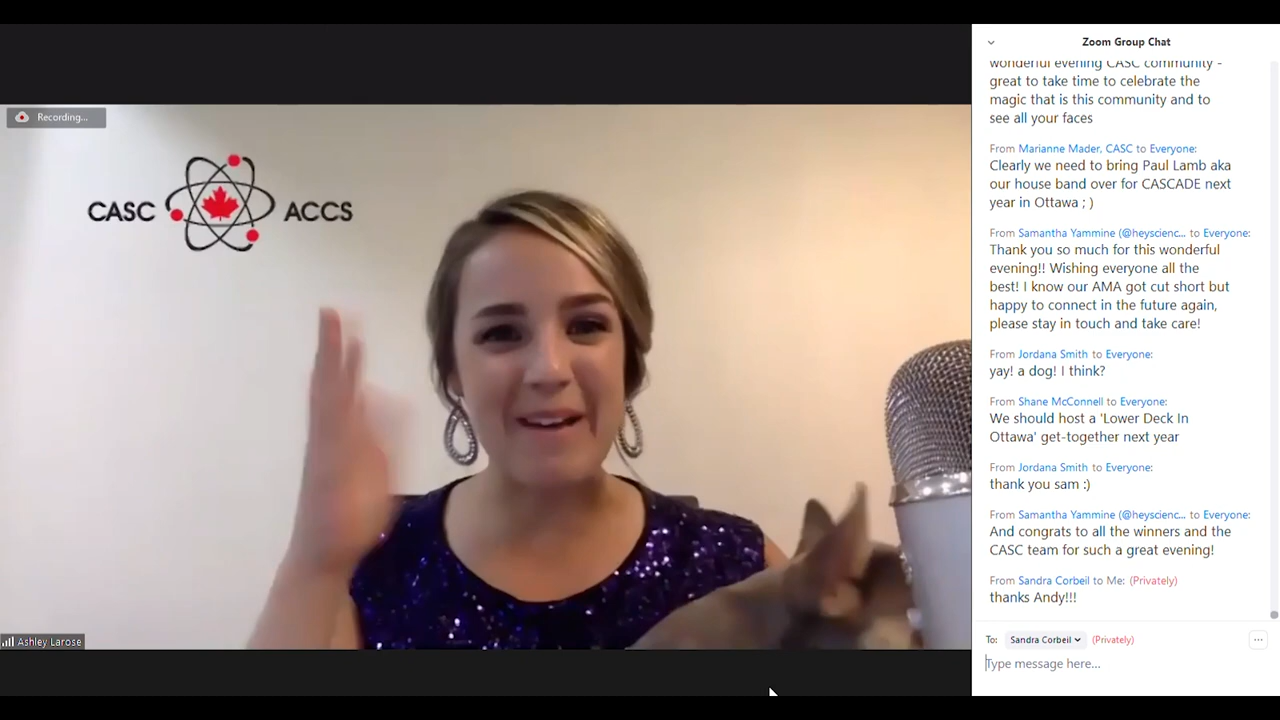 Recording...
CASC ACCS
Ashley Larose
Zoom Group Chat
wonderful evening CASC community -
great to take time to celebrate the
magic that is this community and to
see all your faces
From Marianne Mader, CASC to Everyone:
Clearly we need to bring Paul Lamb aka
our house band over for CASCADE next
year in Ottawa ; )
From Samantha Yammine (@heyscienc... to Everyone:
Thank you so much for this wonderful
evening!! Wishing everyone all the
best! I know our AMA got cut short but
happy to connect in the future again,
please stay in touch and take care!
From Jordana Smith to Everyone:
yay! a dog! I think?
From Shane McConnell to Everyone:
We should host a 'Lower Deck In
Ottawa' get-together next year
From Jordana Smith to Everyone:
thank you sam :)
From Samantha Yammine (@heyscienc... to Everyone:
And congrats to all the winners and the
CASC team for such a great evening!
From Sandra Corbeil to Me: (Privately)
thanks Andy!!!
To: Sandra Corbeil (Privately)
Type message here...